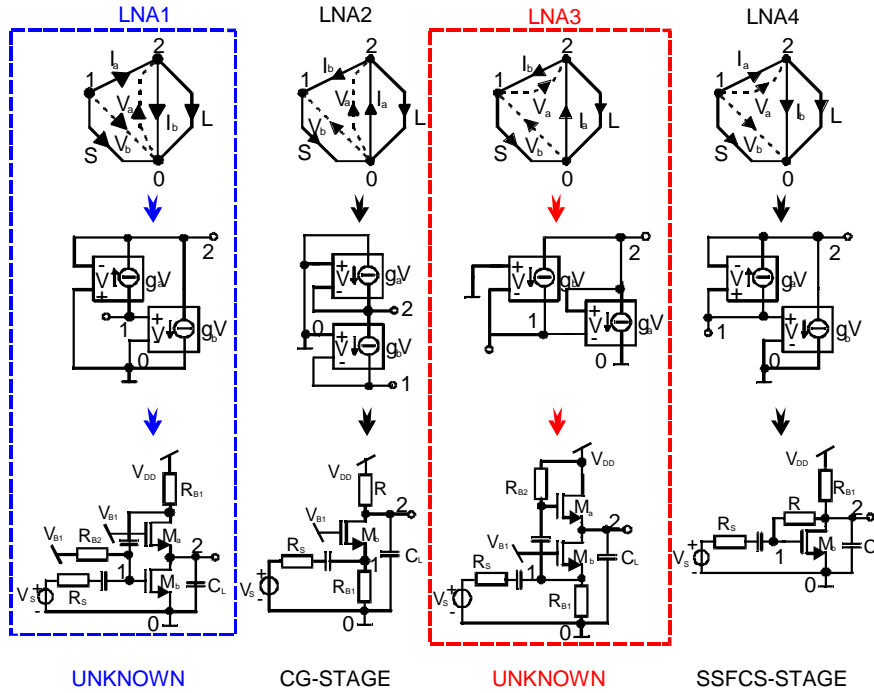 LNA1 LNA2 LNA3 LNA4
2 2 2 2
Ia Ib Ib Ia
1 1 1 1
Va Va Va Va
Ib L Ia L Ia L Ib L
Vb Vb Vb Vb
S S S S
0 0 0 0
2 2 2
- V + gaV
+ V - gaV
+ V - gbV
- V + gaV
1 2 1 1
+ V - gbV
+ V - gbV
+ V - gaV
+ V - gbV
0 0 0 0
1
VDD RB1
VDD R 2
VDD RB2
VDD RB1
VB1 RB2 VB1 Ma 2
VB1 Mb
Ma 2
R 2
RS 1 Mb CL
RS 1 CL
VB1 Mb CL
RS 1 Mb C
VS + - RS
VS + - RB1
VS + - RS 1 RB1
VS + -
0 0 0 0
UNKNOWN CG-STAGE UNKNOWN SSFCS-STAGE